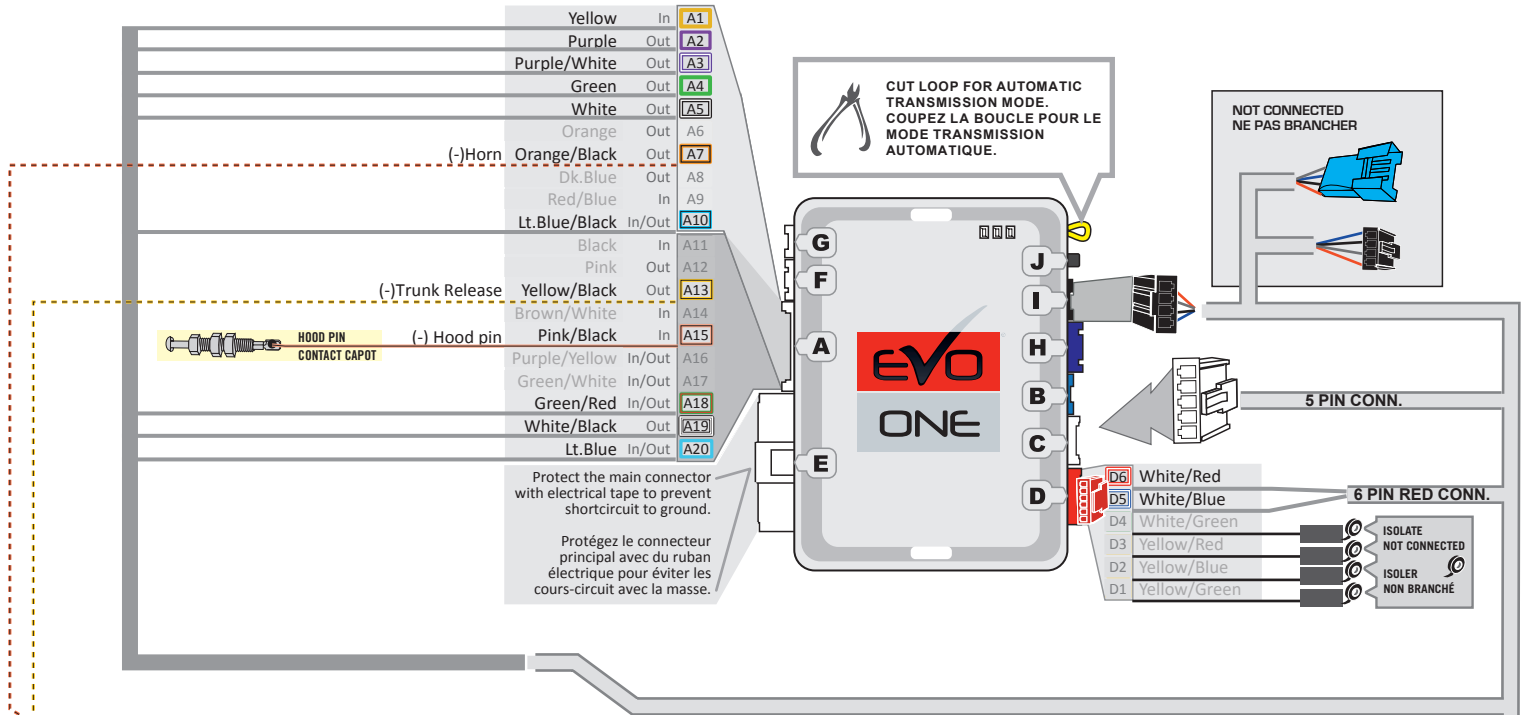 Yellow In A1
Purple Out A2
Purple/White Out A3
Green Out A4
White Out A5
Orange Out A6
(-)Horn Orange/Black Out A7
Dk.Blue Out A8
Red/Blue In A9
Lt.Blue/Black In/Out A10
Black In A11
Pink Out A12
(-)Trunk Release Yellow/Black Out A13
Brown/White In A14
(-) Hood pin Pink/Black In A15
Purple/Yellow In/Out A16
Green/White In/Out A17
Green/Red In/Out A18
White/Black Out A19
Lt.Blue In/Out A20
HOOD PIN
CONTACT CAPOT
Protect the main connector
with electrical tape to prevent
shortcircuit to ground.
Protégez le connecteur
principal avec du ruban
électrique pour éviter les
cours-circuit avec la masse.
CUT LOOP FOR AUTOMATIC
TRANSMISSION MODE.
COUPEZ LA BOUCLE POUR LE
MODE TRANSMISSION
AUTOMATIQUE.
G
F
A
E
EVO
ONE
J
I
H
B
C
D
NOT CONNECTED
NE PAS BRANCHER
5 PIN CONN.
D6 White/Red
D5 White/Blue
D4 White/Green
D3 Yellow/Red
D2 Yellow/Blue
D1 Yellow/Green
6 PIN RED CONN.
ISOLATE
NOT CONNECTED
ISOLER
NON BRANCHÉ